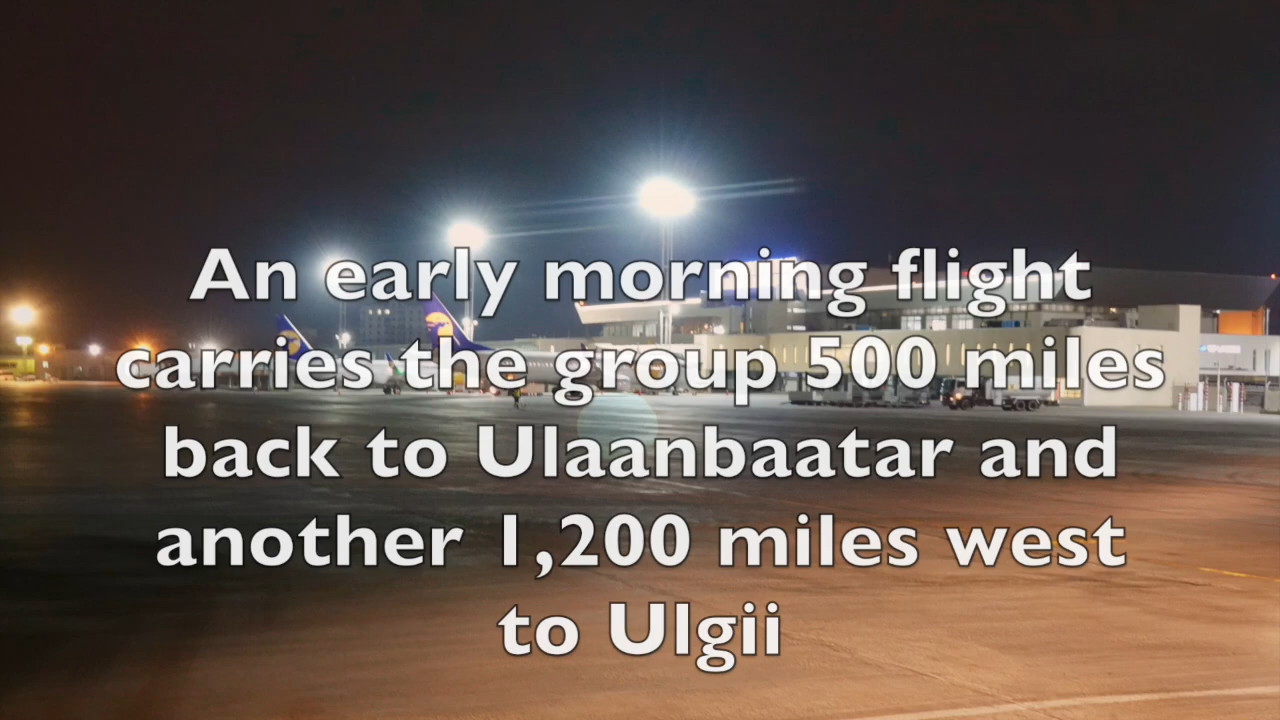 An early morning flight
carries the group 500 miles
back to Ulaanbaatar and
another 1,200 miles west
to Ulgii